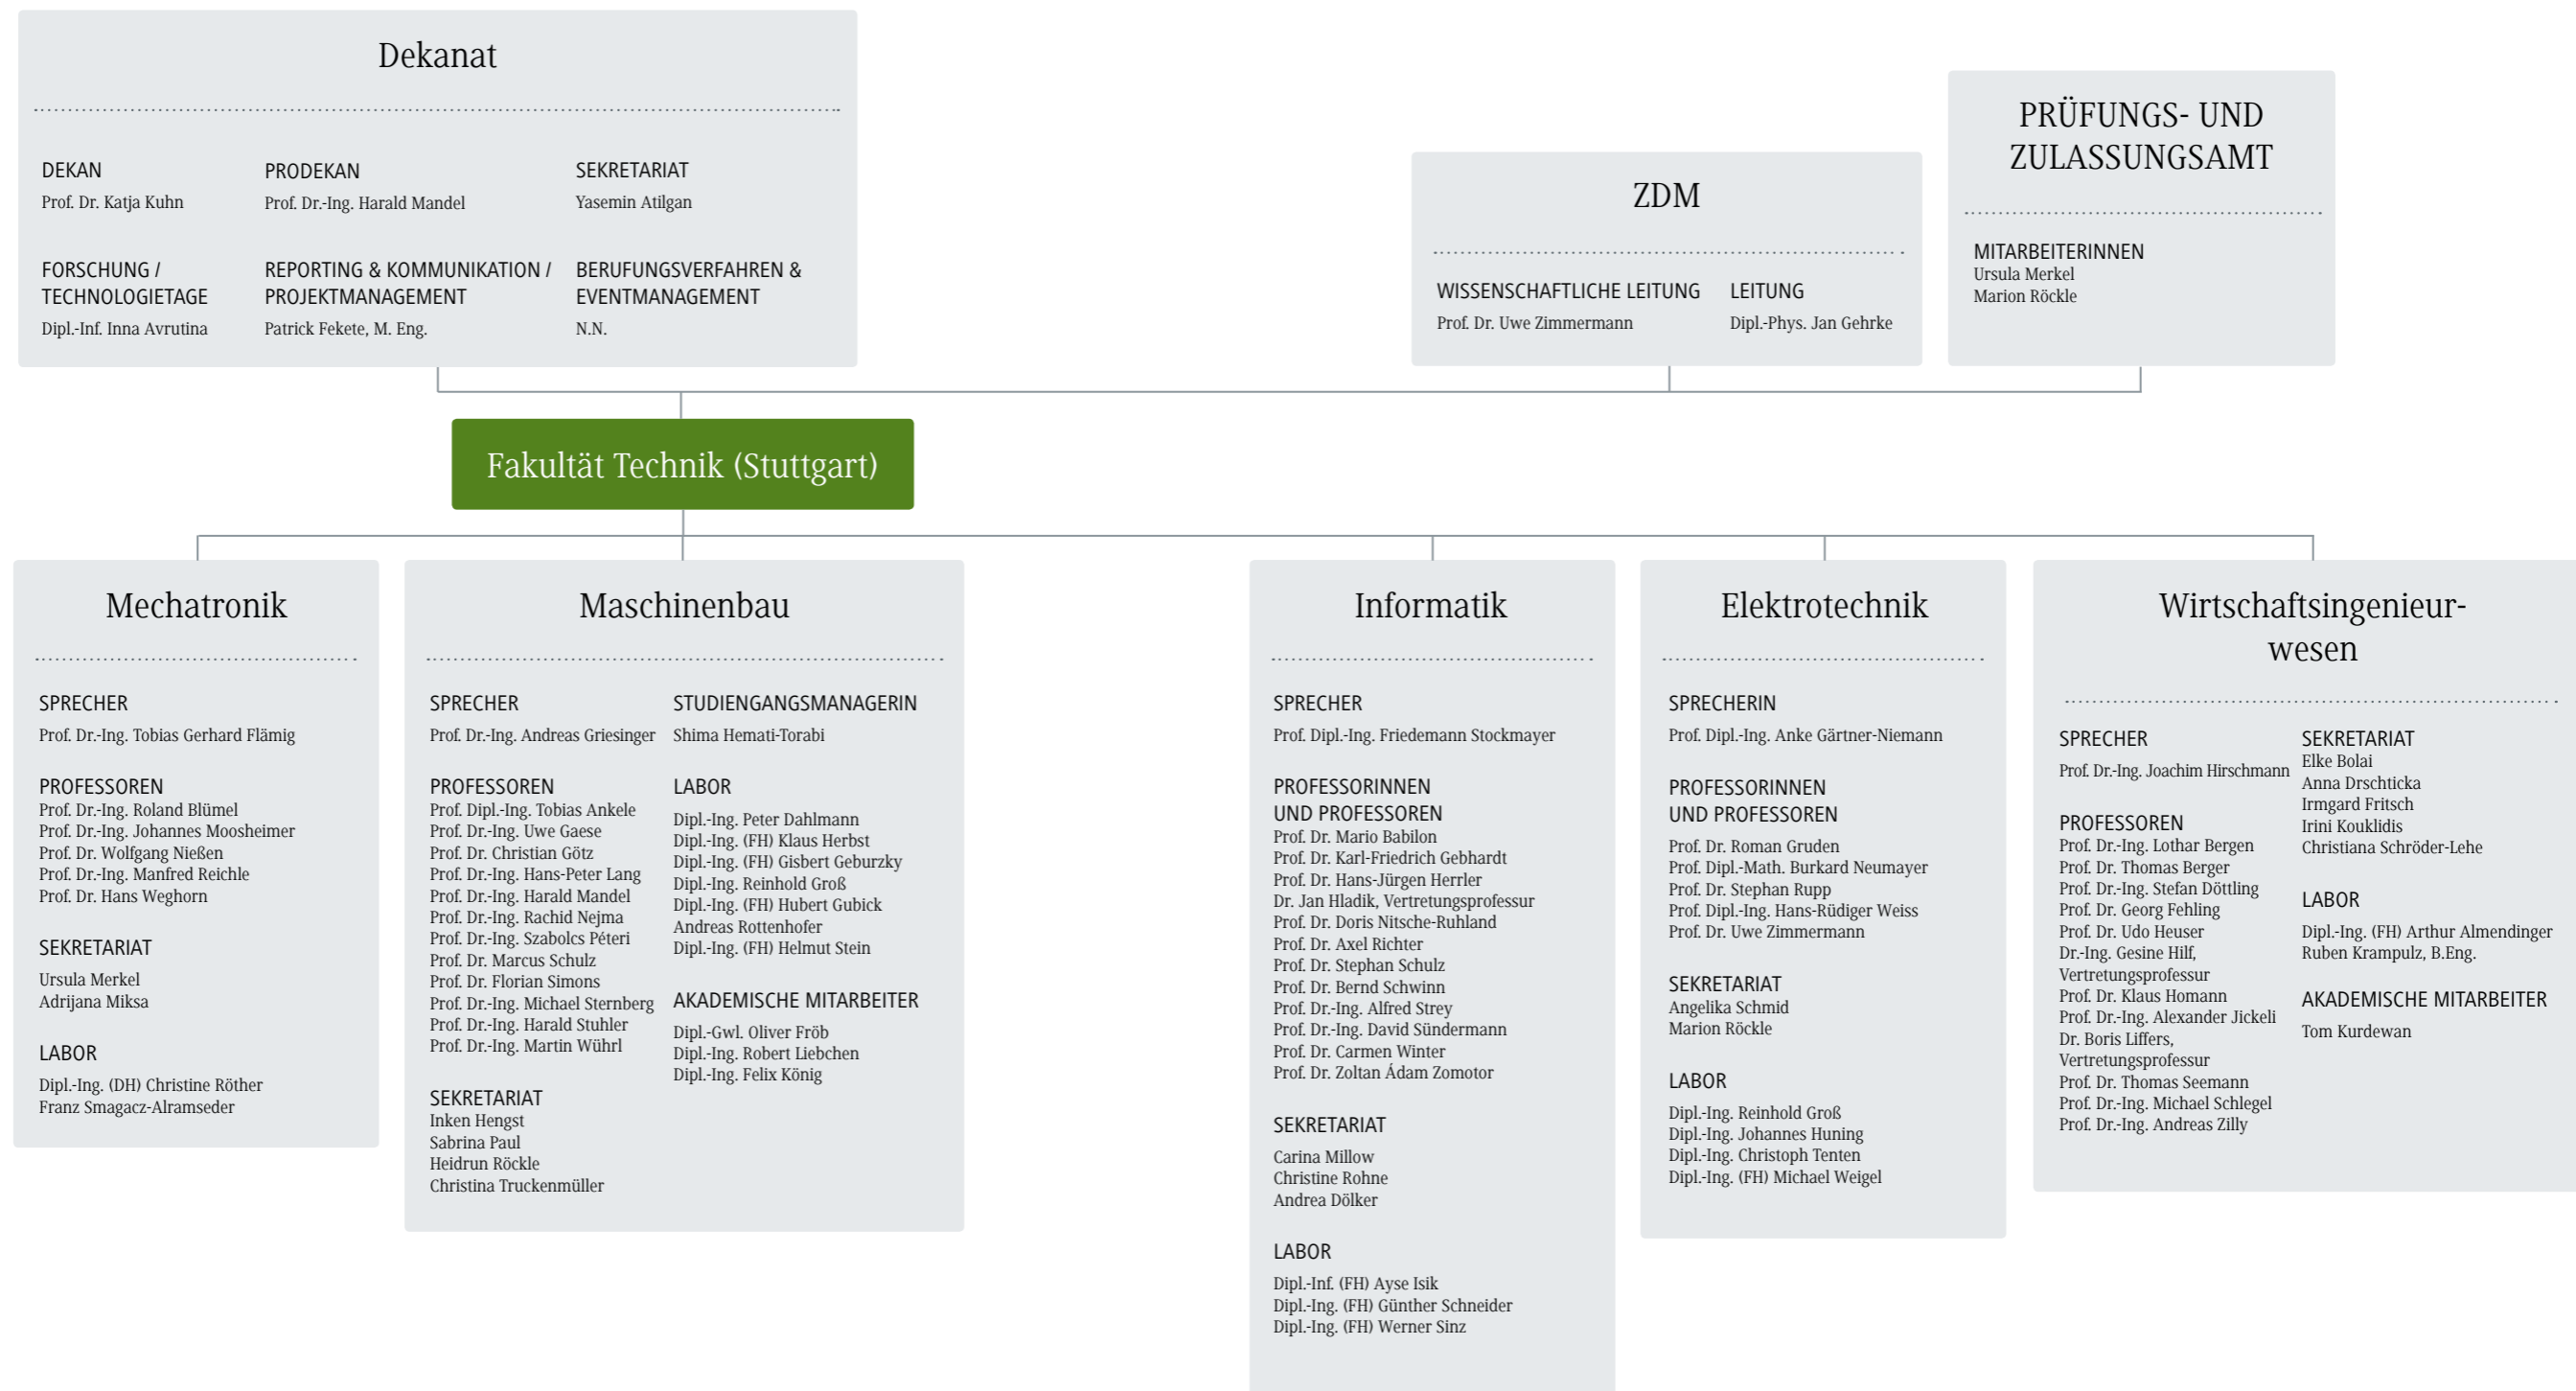 Dekanat
DEKAN
Prof. Dr. Katja Kuhn
PRODEKAN
Prof. Dr.-Ing. Harald Mandel
SEKRETARIAT
Yasemin Atilgan
FORSCHUNG /
TECHNOLOGIETAGE
Dipl.-Inf. Inna Avrutina
REPORTING & KOMMUNIKATION /
PROJEKTMANAGEMENT
Patrick Fekete, M. Eng.
BERUFUNGSVERFAHREN &
EVENTMANAGEMENT
N.N.
ZDM
WISSENSCHAFTLICHE LEITUNG
Prof. Dr. Uwe Zimmermann
LEITUNG
Dipl.-Phys. Jan Gehrke
PRÜFUNGS- UND
ZULASSUNGSAMT
MITARBEITERINNEN
Ursula Merkel
Marion Röckle
Fakultät Technik (Stuttgart)
Mechatronik
SPRECHER
Prof. Dr.-Ing. Tobias Gerhard Flämig
PROFESSOREN
Prof. Dr.-Ing. Roland Blümel
Prof. Dr.-Ing. Johannes Moosheimer
Prof. Dr. Wolfgang Nießen
Prof. Dr.-Ing. Manfred Reichle
Prof. Dr. Hans Weghorn
SEKRETARIAT
Ursula Merkel
Adrijana Miksa
LABOR
Dipl.-Ing. (DH) Christine Röther
Franz Smagacz-Alramseder
Maschinenbau
SPRECHER
Prof. Dr.-Ing. Andreas Griesinger
PROFESSOREN
Prof. Dipl.-Ing. Tobias Ankele
Prof. Dr.-Ing. Uwe Gaese
Prof. Dr. Christian Götz
Prof. Dr.-Ing. Hans-Peter Lang
Prof. Dr.-Ing. Harald Mandel
Prof. Dr.-Ing. Rachid Nejma
Prof. Dr.-Ing. Szabolcs Péteri
Prof. Dr. Marcus Schulz
Prof. Dr. Florian Simons
Prof. Dr.-Ing. Michael Sternberg
Prof. Dr.-Ing. Harald Stuhler
Prof. Dr.-Ing. Martin Wührl
SEKRETARIAT
Inken Hengst
Sabrina Paul
Heidrun Röckle
Christina Truckenmüller
STUDIENGANGSMANAGERIN
Shima Hemati-Torabi
LABOR
Dipl.-Ing. Peter Dahlmann
Dipl.-Ing. (FH) Klaus Herbst
Dipl.-Ing. (FH) Gisbert Geburzky
Dipl.-Ing. Reinhold Groß
Dipl.-Ing. (FH) Hubert Gubick
Andreas Rottenhofer
Dipl.-Ing. (FH) Helmut Stein
AKADEMISCHE MITARBEITER
Dipl.-Gwl. Oliver Fröb
Dipl.-Ing. Robert Liebchen
Dipl.-Ing. Felix König
Informatik
SPRECHER
Prof. Dipl.-Ing. Friedemann Stockmayer
PROFESSORINNEN
UND PROFESSOREN
Prof. Dr. Mario Babilon
Prof. Dr. Karl-Friedrich Gebhardt
Prof. Dr. Hans-Jürgen Herrler
Dr. Jan Hladik, Vertretungsprofessur
Prof. Dr. Doris Nitsche-Ruhland
Prof. Dr. Axel Richter
Prof. Dr. Stephan Schulz
Prof. Dr. Bernd Schwinn
Prof. Dr.-Ing. Alfred Strey
Prof. Dr.-Ing. David Sündermann
Prof. Dr. Carmen Winter
Prof. Dr. Zoltan Ádam Zomotor
SEKRETARIAT
Carina Millow
Christine Rohne
Andrea Dölker
LABOR
Dipl.-Inf. (FH) Ayse Isik
Dipl.-Ing. (FH) Günther Schneider
Dipl.-Ing. (FH) Werner Sinz
Elektrotechnik
SPRECHERIN
Prof. Dipl.-Ing. Anke Gärtner-Niemann
PROFESSORINNEN
UND PROFESSOREN
Prof. Dr. Roman Gruden
Prof. Dipl.-Math. Burkard Neumayer
Prof. Dr. Stephan Rupp
Prof. Dipl.-Ing. Hans-Rüdiger Weiss
Prof. Dr. Uwe Zimmermann
SEKRETARIAT
Angelika Schmid
Marion Röckle
LABOR
Dipl.-Ing. Reinhold Groß
Dipl.-Ing. Johannes Huning
Dipl.-Ing. Christoph Tenten
Dipl.-Ing. (FH) Michael Weigel
Wirtschaftsingenieur-
wesen
SPRECHER
Prof. Dr.-Ing. Joachim Hirschmann
PROFESSOREN
Prof. Dr.-Ing. Lothar Bergen
Prof. Dr. Thomas Berger
Prof. Dr.-Ing. Stefan Döttling
Prof. Dr. Georg Fehling
Prof. Dr. Udo Heuser
Dr.-Ing. Gesine Hilf,
Vertretungsprofessur
Prof. Dr. Klaus Homann
Prof. Dr.-Ing. Alexander Jickeli
Dr. Boris Liffers,
Vertretungsprofessur
Prof. Dr. Thomas Seemann
Prof. Dr.-Ing. Michael Schlegel
Prof. Dr.-Ing. Andreas Zilly
SEKRETARIAT
Elke Bolai
Anna Drschticka
Irmgard Fritsch
Irini Kouklidis
Christiana Schröder-Lehe
LABOR
Dipl.-Ing. (FH) Arthur Almendinger
Ruben Krampulz, B.Eng.
AKADEMISCHE MITARBEITER
Tom Kurdewan